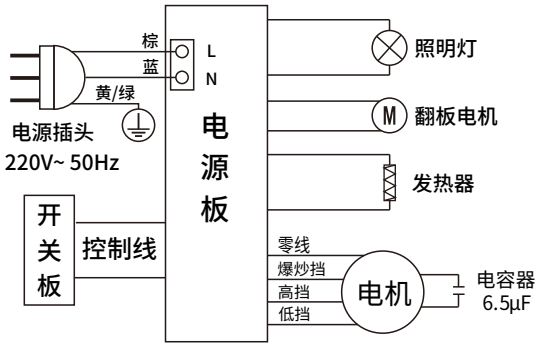 棕
L
照明灯
蓝
N
黄/绿
电源插头
220V~ 50Hz
电
源
板
M
翻板电机
发热器
开
关
板
控制线
零线
爆炒挡
高挡
低挡
电机
电容器
6.5μF